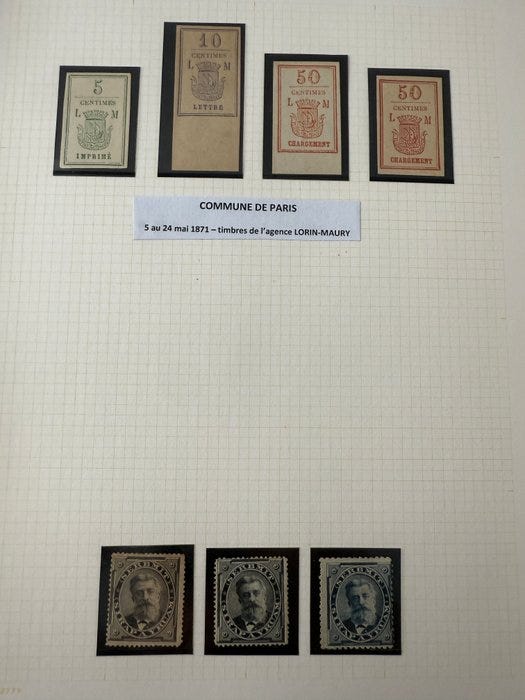 5
CENTIMES
L M
IMPRIMÉ
10
CENTIMES
L M
LETTRE
50
CENTIMES
L M
CHARGEMENT
50
CENTIMES
L M
CHARGEMENT
COMMUNE DE PARIS
5 au 24 mai 1871 – timbres de l'agence LORIN-MAURY